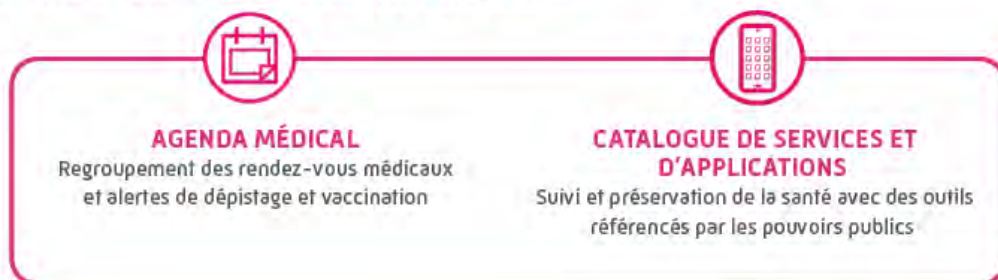 AGENDA MÉDICAL
Regroupement des rendez-vous médicaux
et alertes de dépistage et vaccination
CATALOGUE DE SERVICES ET
D'APPLICATIONS
Suivi et préservation de la santé avec des outils
référencés par les pouvoirs publics